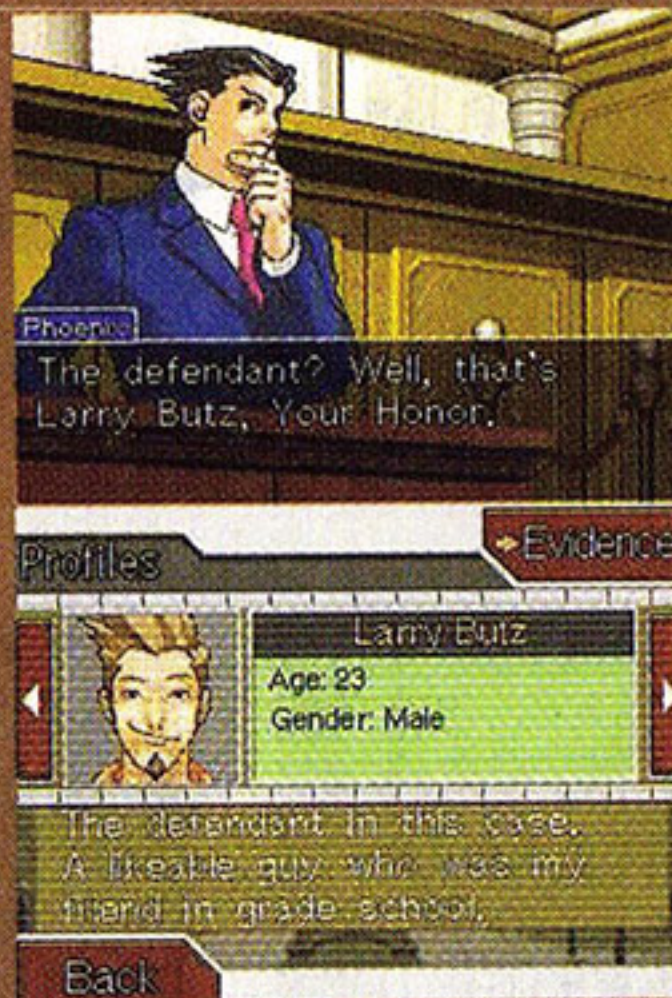 Phoenix
The defendant? Well, that's
Larry Butz, Your Honor.
Profiles
Evidence
Larry Butz
Age: 23
Gender: Male
The defendant in this case.
A likeable guy who was my
friend in grade school.
Back